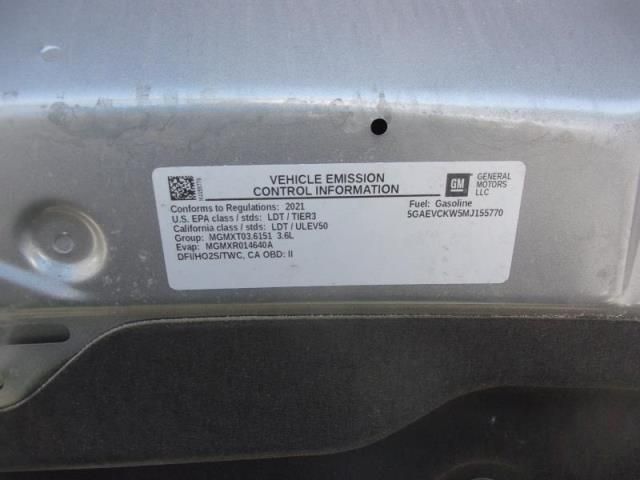 VEHICLE EMISSION
CONTROL INFORMATION
GM
GENERAL
MOTORS
LLC
Conforms to Regulations: 2021
U.S. EPA class / stds: LDT / TIER3
California class / stds: LDT / ULEV50
Group: MGMXT03.6151 3.6L
Evap: MGMXR014640A
DFI/HO2S/TWC, CA OBD: II
Fuel: Gasoline
5GAEVCKW5MJ155770